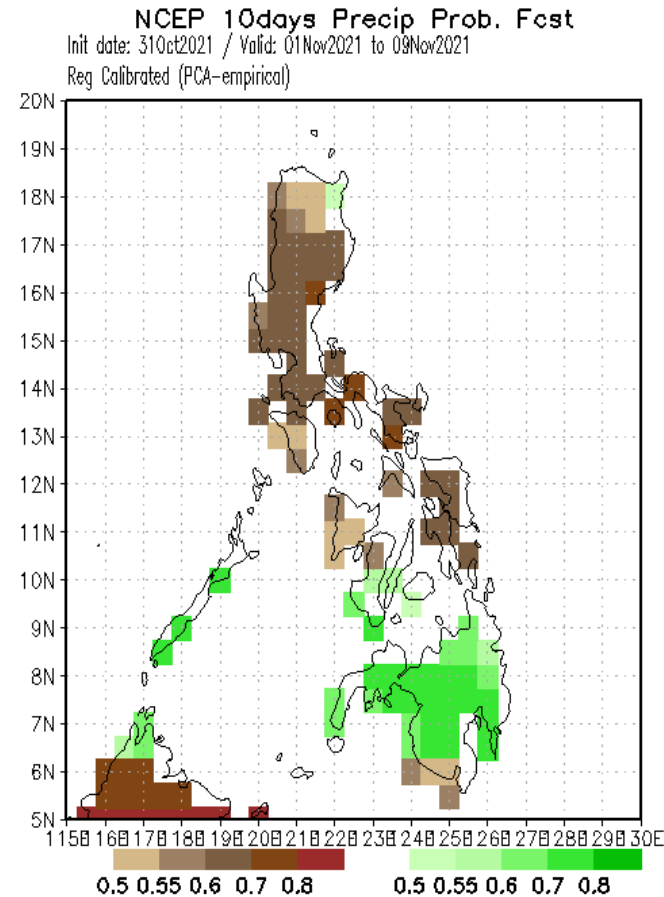 NCEP 10days Precip Prob. Fcst
Init date: 31Oct2021 / Valid: 01Nov2021 to 09Nov2021
Reg Calibrated (PCA-empirical)
20N
19N
18N
17N
16N
15N
14N
13N
12N
11N
10N
9N
8N
7N
6N
5N
115E 116E 117E 118E 119E 120E 121E 122E 123E 124E 125E 126E 127E 128E 129E 130E
0.5 0.55 0.6 0.7 0.8 0.5 0.55 0.6 0.7 0.8